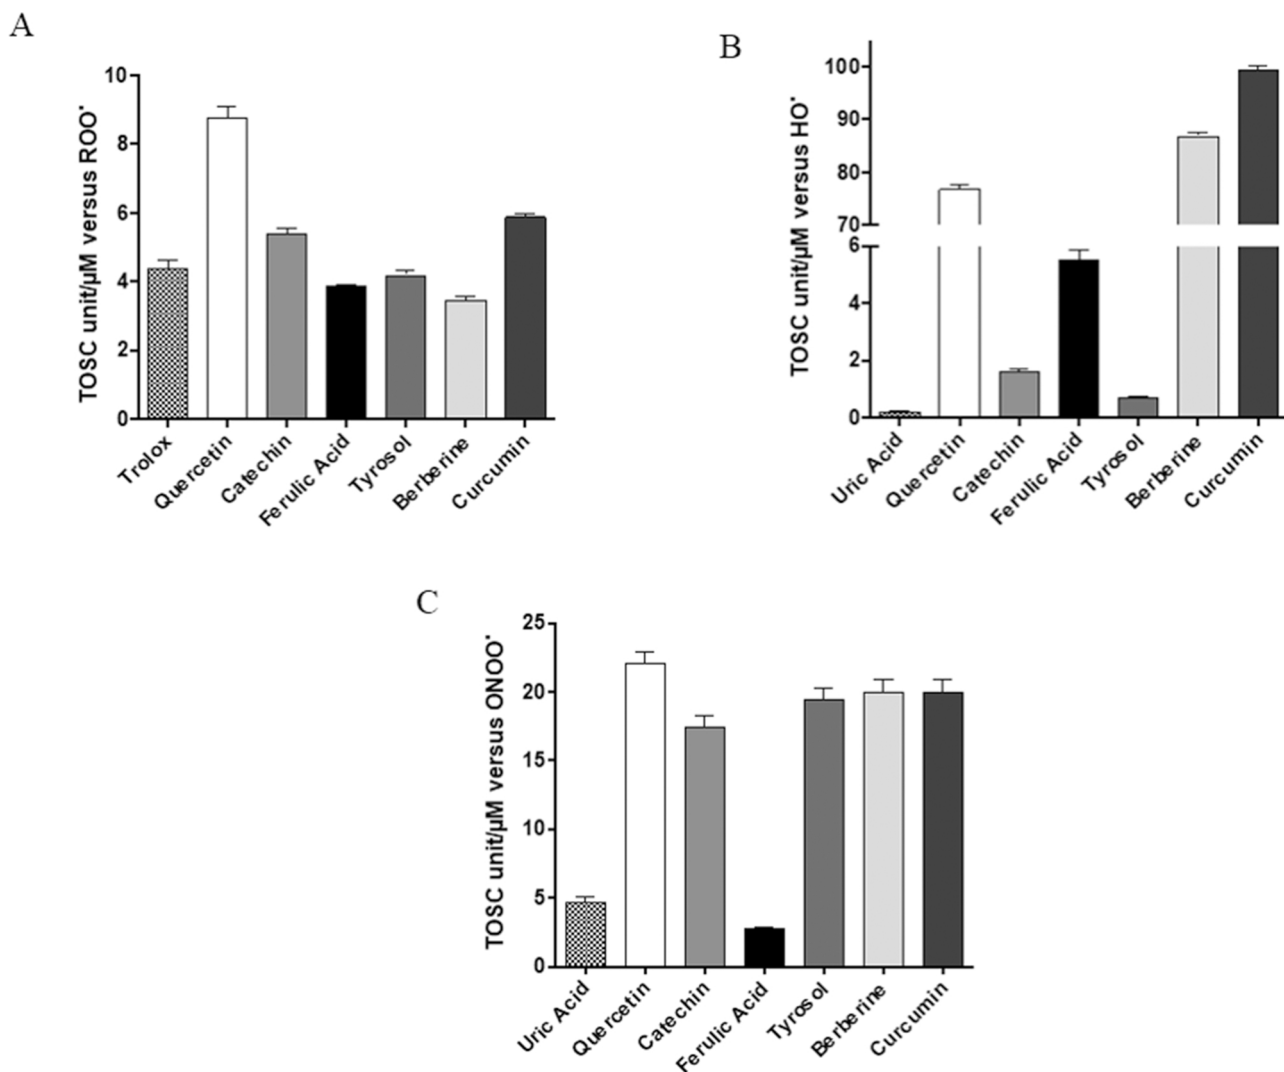 A
TOSC unit/µM versus ROO•
10
8
6
4
2
0
Trolox
Quercetin
Catechin
Ferulic Acid
Tyrosol
Berberine
Curcumin
B
TOSC unit/µM versus HO•
100
90
80
70
6
4
2
0
Uric Acid
Quercetin
Catechin
Ferulic Acid
Tyrosol
Berberine
Curcumin
C
TOSC unit/µM versus ONOO•
25
20
15
10
5
0
Uric Acid
Quercetin
Catechin
Ferulic Acid
Tyrosol
Berberine
Curcumin